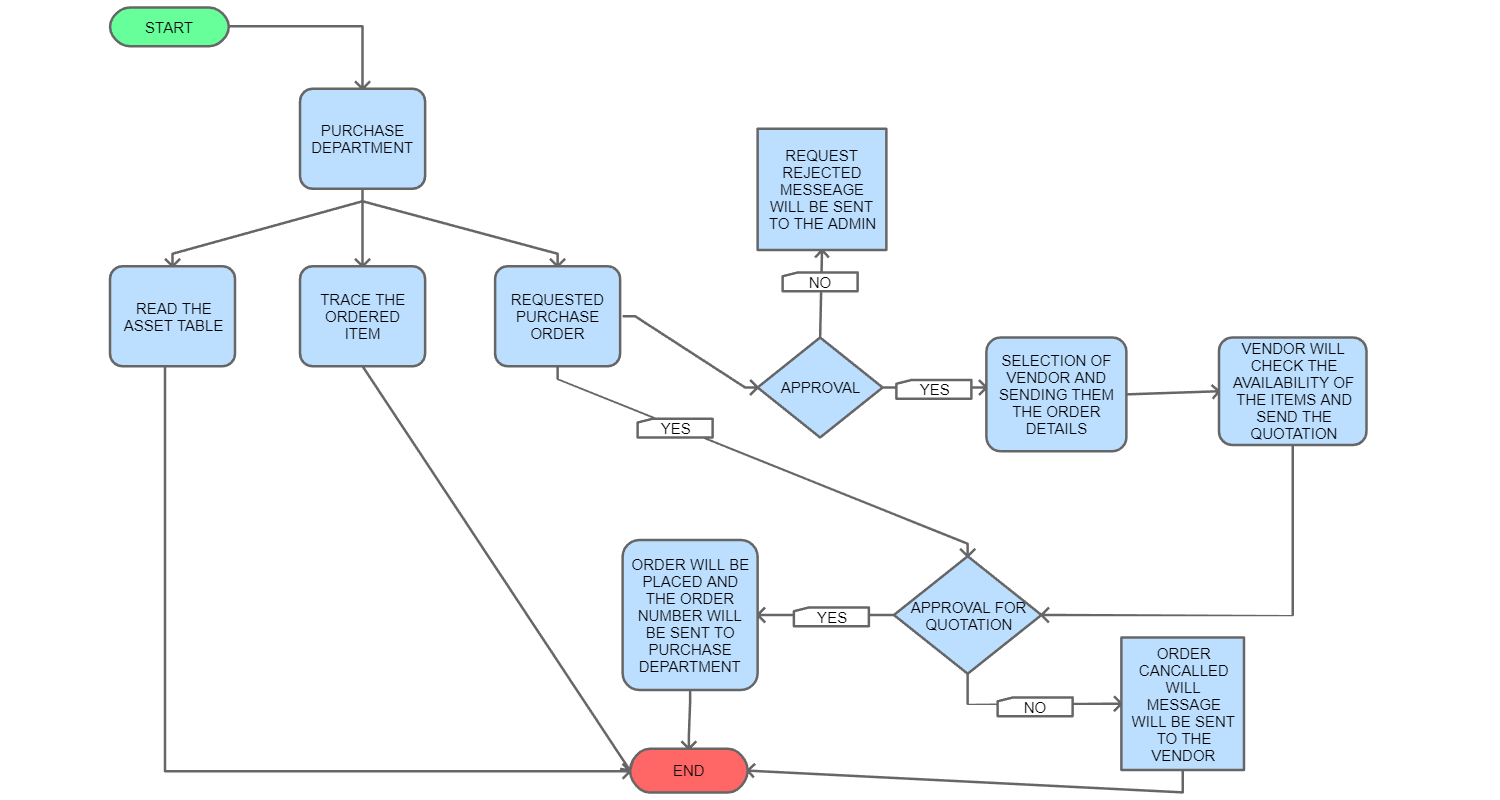 START
PURCHASE
DEPARTMENT
REQUEST
REJECTED
MESSEAGE
WILL BE SENT
TO THE ADMIN
READ THE
ASSET TABLE
TRACE THE
ORDERED
ITEM
REQUESTED
PURCHASE
ORDER
NO
APPROVAL
YES
SELECTION OF
VENDOR AND
SENDING THEM
THE ORDER
DETAILS
VENDOR WILL
CHECK THE
AVAILABILITY OF
THE ITEMS AND
SEND THE
QUOTATION
YES
ORDER WILL BE
PLACED AND
THE ORDER
NUMBER WILL
BE SENT TO
PURCHASE
DEPARTMENT
YES
APPROVAL FOR
QUOTATION
NO
ORDER
CANCALLED
WILL
MESSAGE
WILL BE SENT
TO THE
VENDOR
END